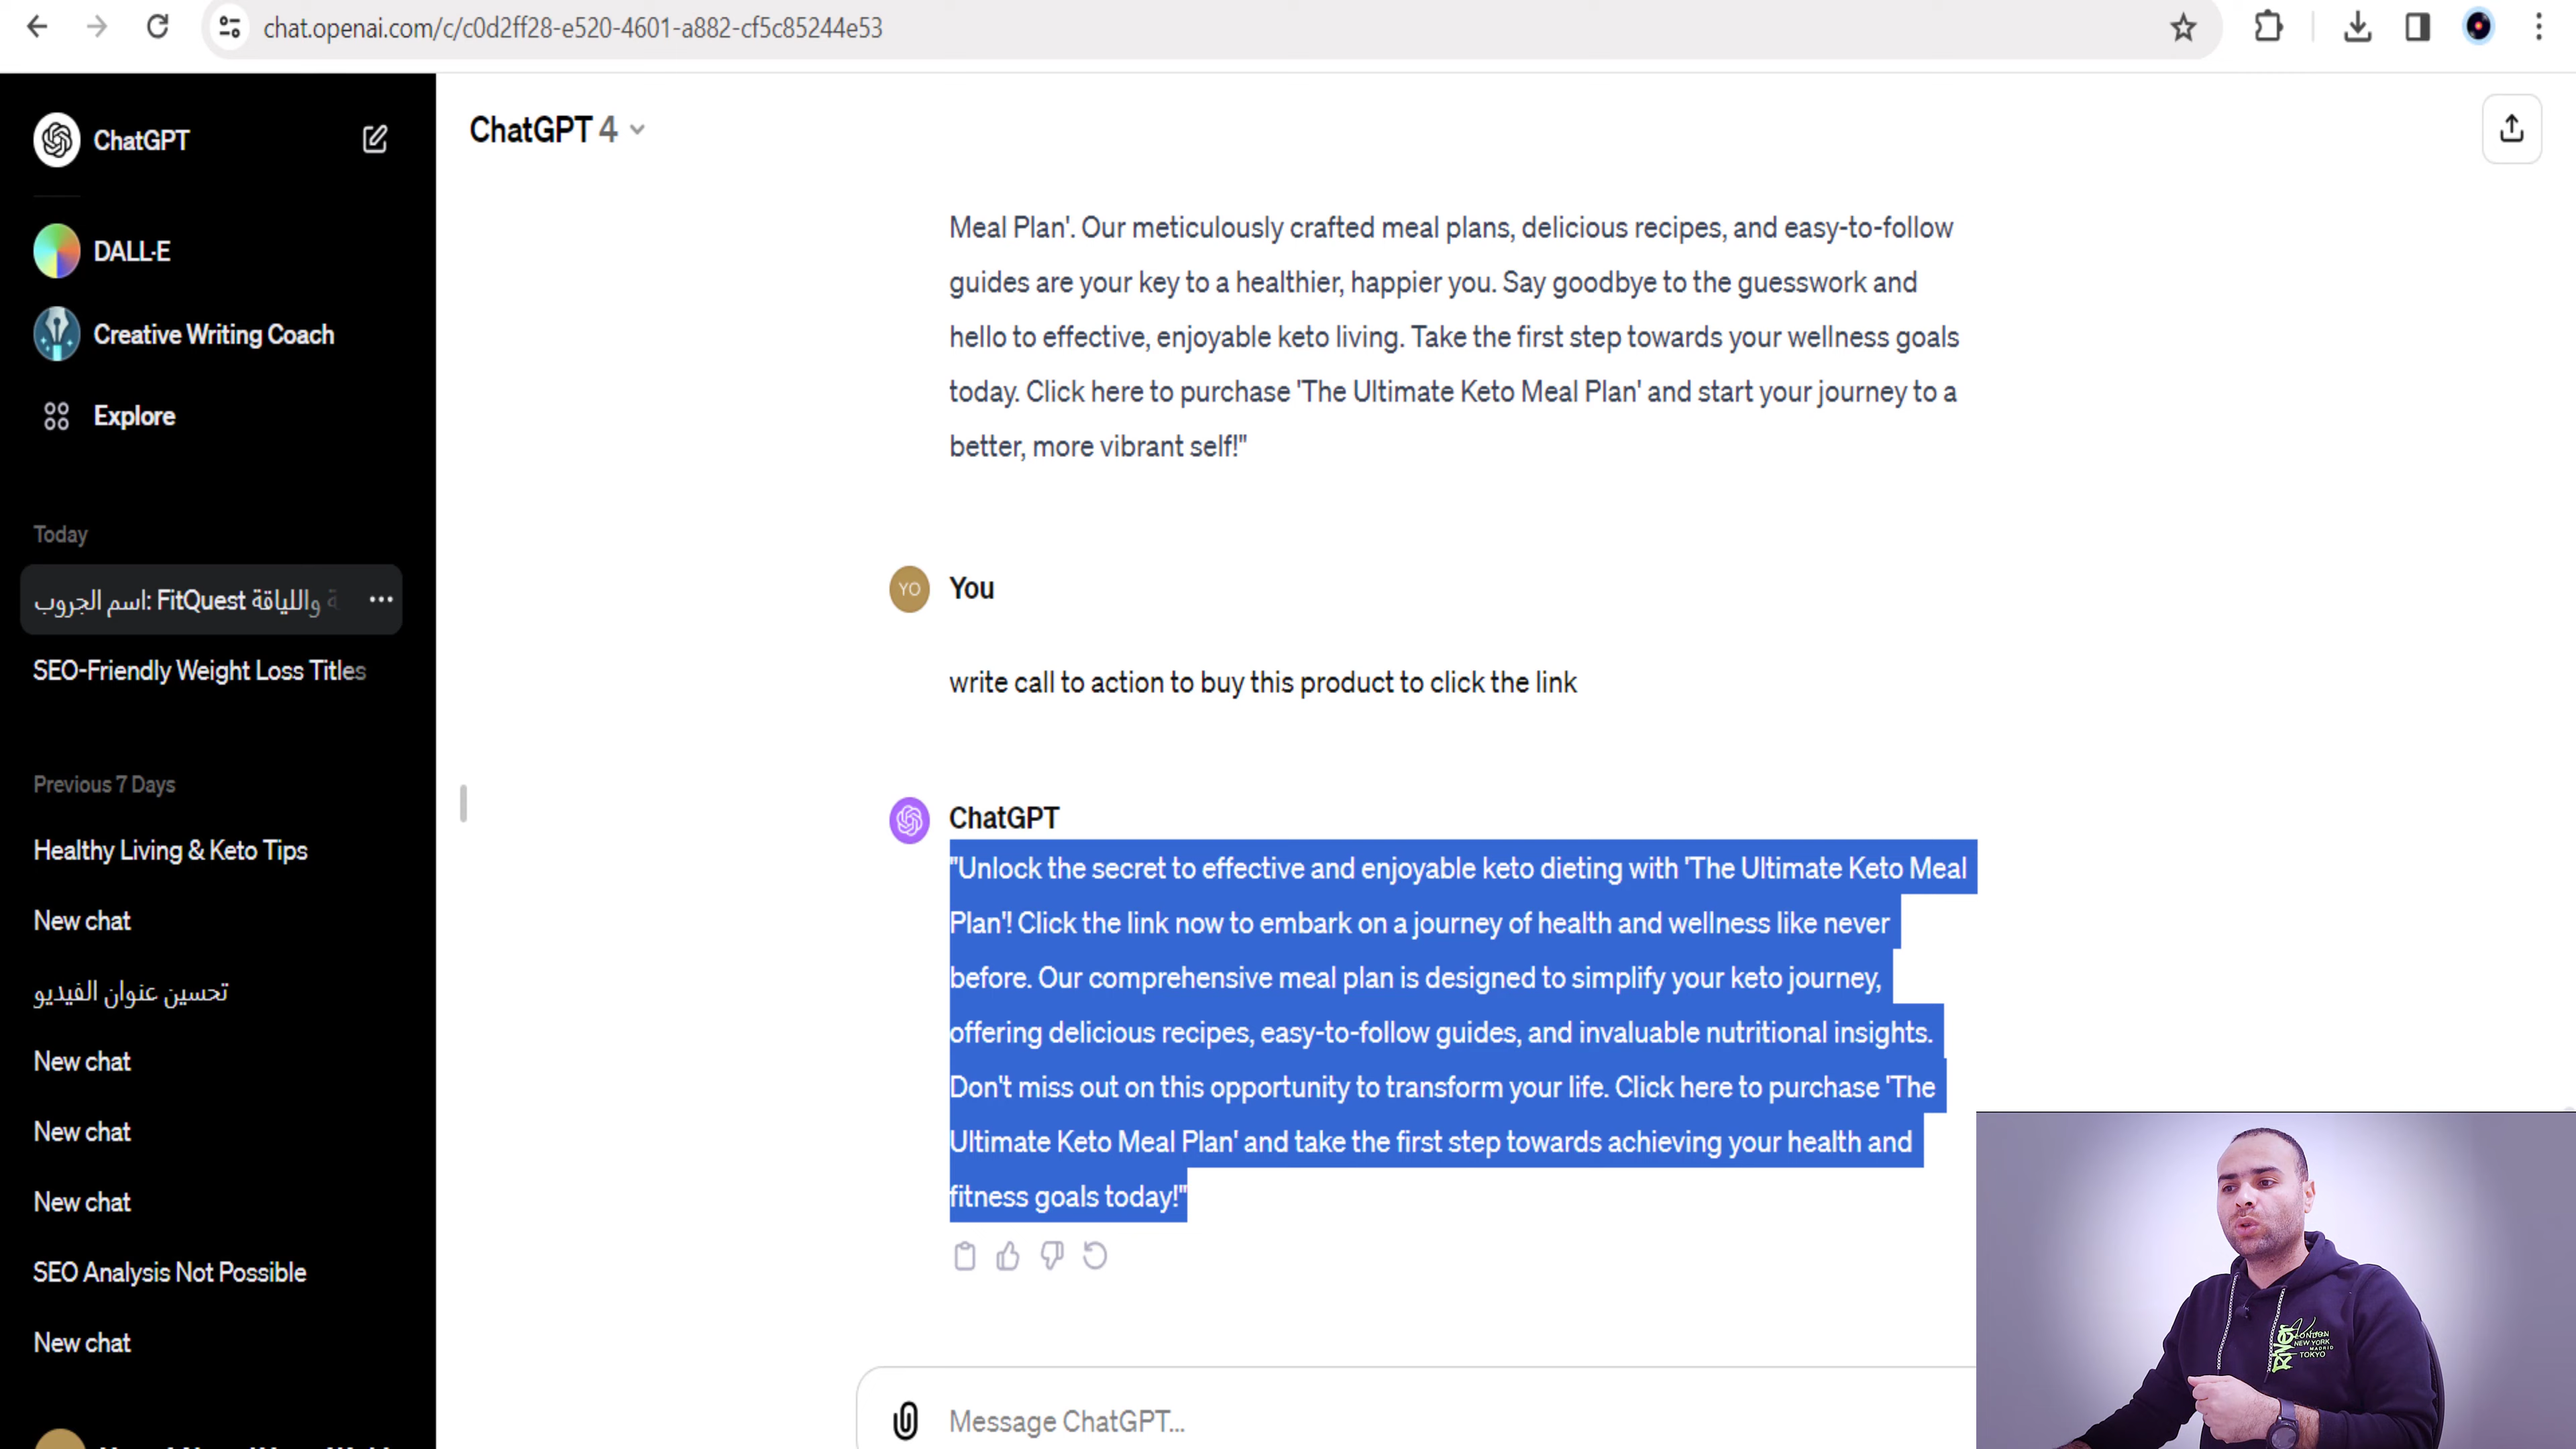 chat.openai.com/c/c0d2ff28-e520-4601-a882-cf5c85244e53
ChatGPT
DALL·E
Creative Writing Coach
Explore
Today
اسم الجروب: FitQuest واللياقة
SEO-Friendly Weight Loss Titles
Previous 7 Days
Healthy Living & Keto Tips
New chat
تحسين عنوان الفيديو
New chat
New chat
New chat
SEO Analysis Not Possible
New chat
ChatGPT 4
Meal Plan'. Our meticulously crafted meal plans, delicious recipes, and easy-to-follow
guides are your key to a healthier, happier you. Say goodbye to the guesswork and
hello to effective, enjoyable keto living. Take the first step towards your wellness goals
today. Click here to purchase 'The Ultimate Keto Meal Plan' and start your journey to a
better, more vibrant self!"
YO
You
write call to action to buy this product to click the link
ChatGPT
"Unlock the secret to effective and enjoyable keto dieting with 'The Ultimate Keto Meal
Plan'! Click the link now to embark on a journey of health and wellness like never
before. Our comprehensive meal plan is designed to simplify your keto journey,
offering delicious recipes, easy-to-follow guides, and invaluable nutritional insights.
Don't miss out on this opportunity to transform your life. Click here to purchase 'The
Ultimate Keto Meal Plan' and take the first step towards achieving your health and
fitness goals today!"
Message ChatGPT...
River
LONDON
NEW YORK
MADRID
TOKYO